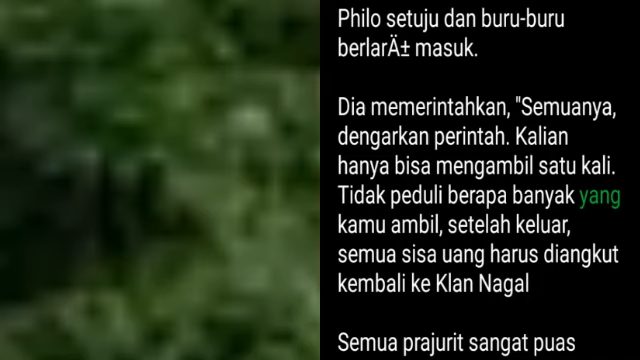 Philo setuju dan buru-buru
berlarÄ± masuk.
Dia memerintahkan, "Semuanya,
dengarkan perintah. Kalian
hanya bisa mengambil satu kali.
Tidak peduli berapa banyak yang
kamu ambil, setelah keluar,
semua sisa uang harus diangkut
kembali ke Klan Nagal
Semua prajurit sangat puas